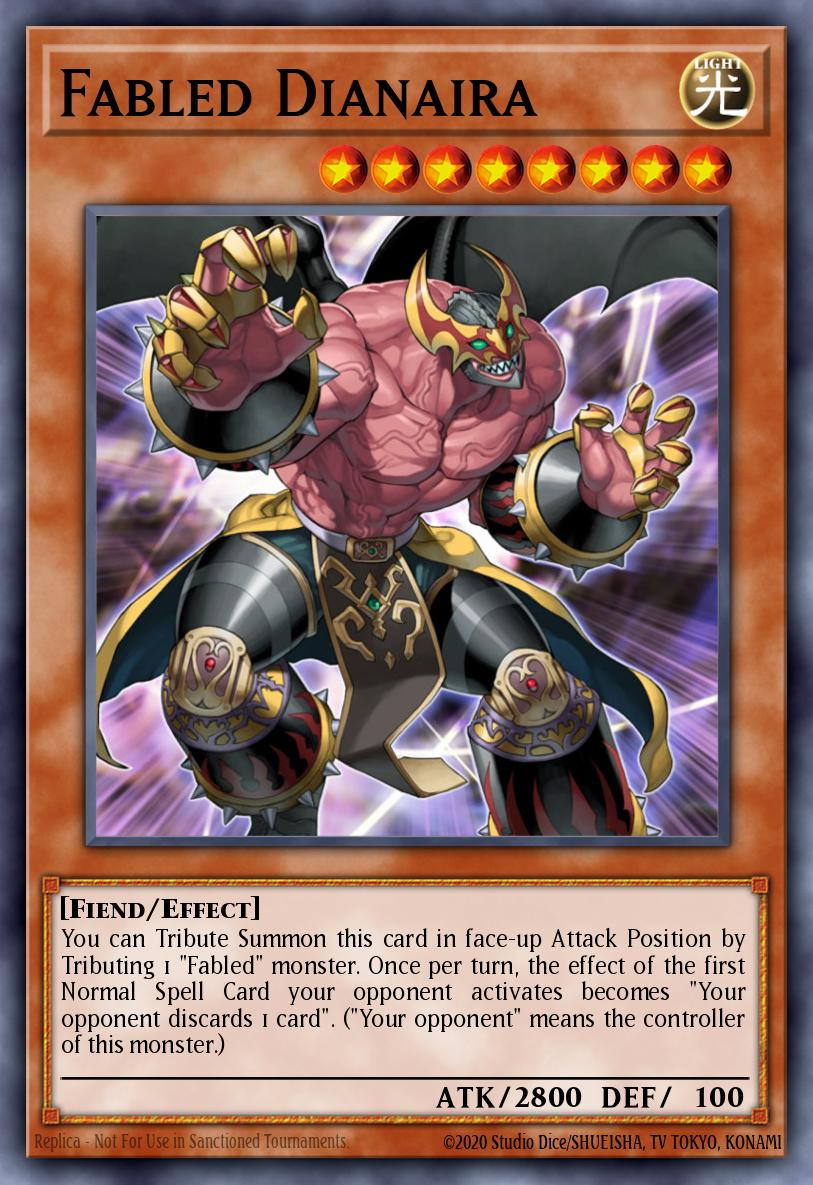 Fabled Dianaira
LIGHT
光
[Fiend/Effect]
You can Tribute Summon this card in face-up Attack Position by
Tributing 1 "Fabled" monster. Once per turn, the effect of the first
Normal Spell Card your opponent activates becomes "Your
opponent discards 1 card". ("Your opponent" means the controller
of this monster.)
ATK/2800 DEF/ 100
Replica - Not For Use in Sanctioned Tournaments.
©2020 Studio Dice/SHUEISHA, TV TOKYO, KONAMI